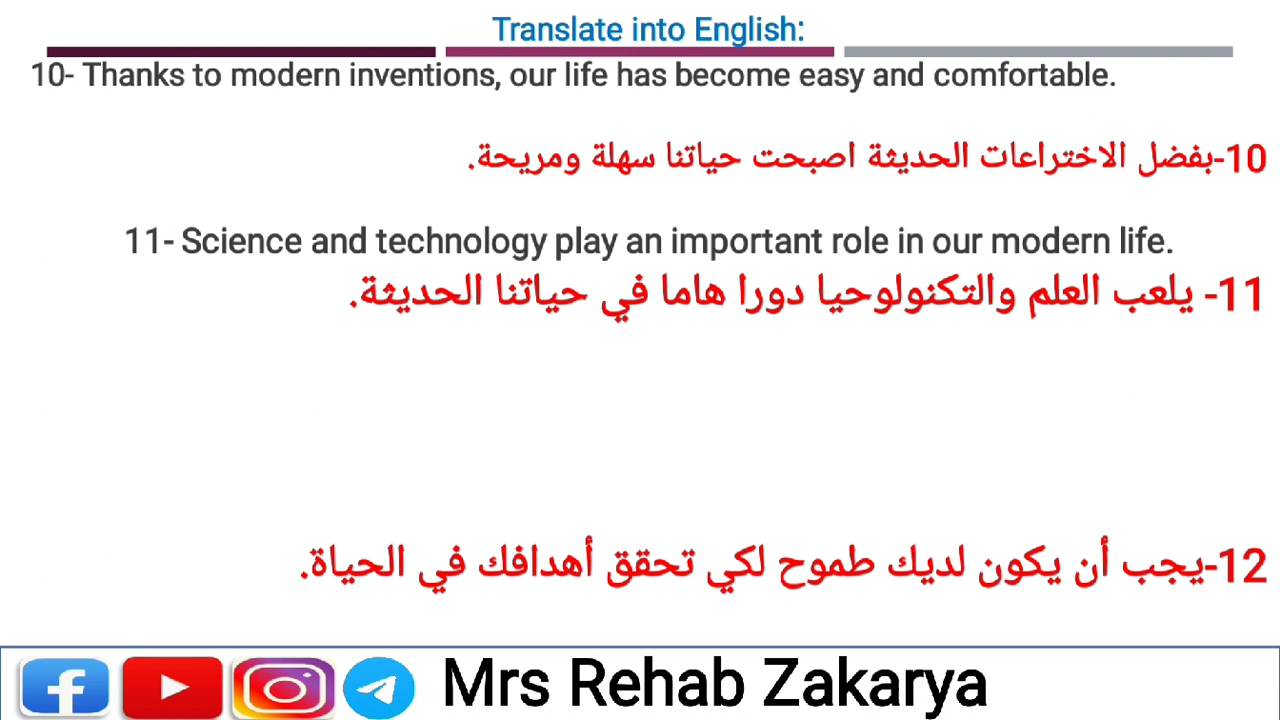 Translate into English:
10- Thanks to modern inventions, our life has become easy and comfortable.
10-بفضل الاختراعات الحديثة اصبحت حياتنا سهلة ومريحة.
11- Science and technology play an important role in our modern life.
11- يلعب العلم والتكنولوحيا دورا هاما في حياتنا الحديثة.
12-يجب أن يكون لديك طموح لكي تحقق أهدافك في الحياة.
Mrs Rehab Zakarya